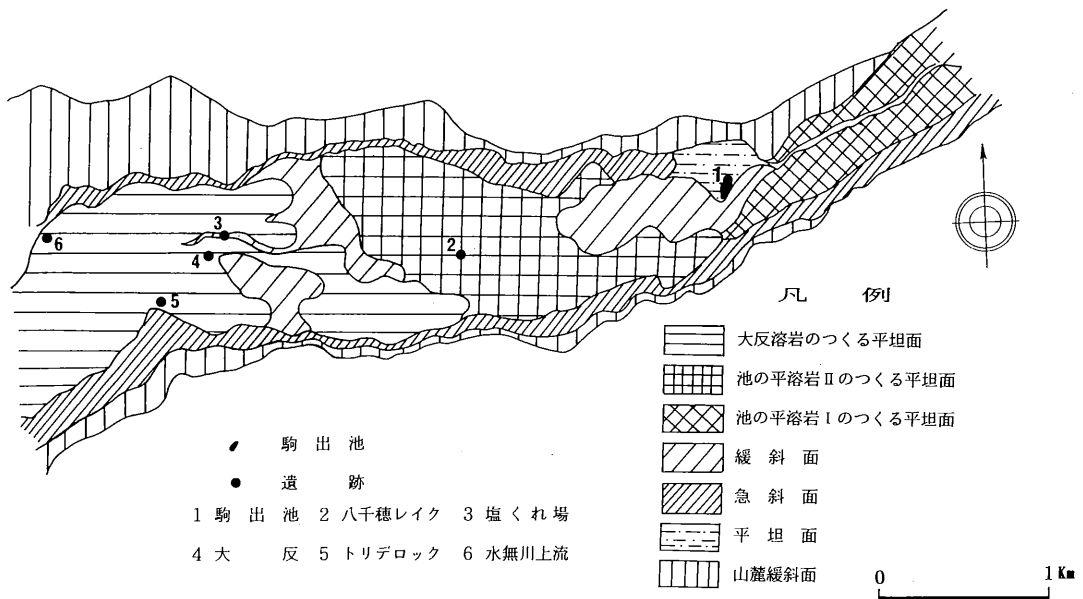 1
2
3
4
5
6
凡 例
大反溶岩のつくる平坦面
池の平溶岩Ⅱのつくる平坦面
池の平溶岩Ⅰのつくる平坦面
緩 斜 面
急 斜 面
平 坦 面
山麓緩斜面
駒 出 池
遺 跡
1 駒 出 池 2 八千穂レイク 3 塩くれ場
4 大 反 5 トリデロック 6 水無川上流
0 1Km